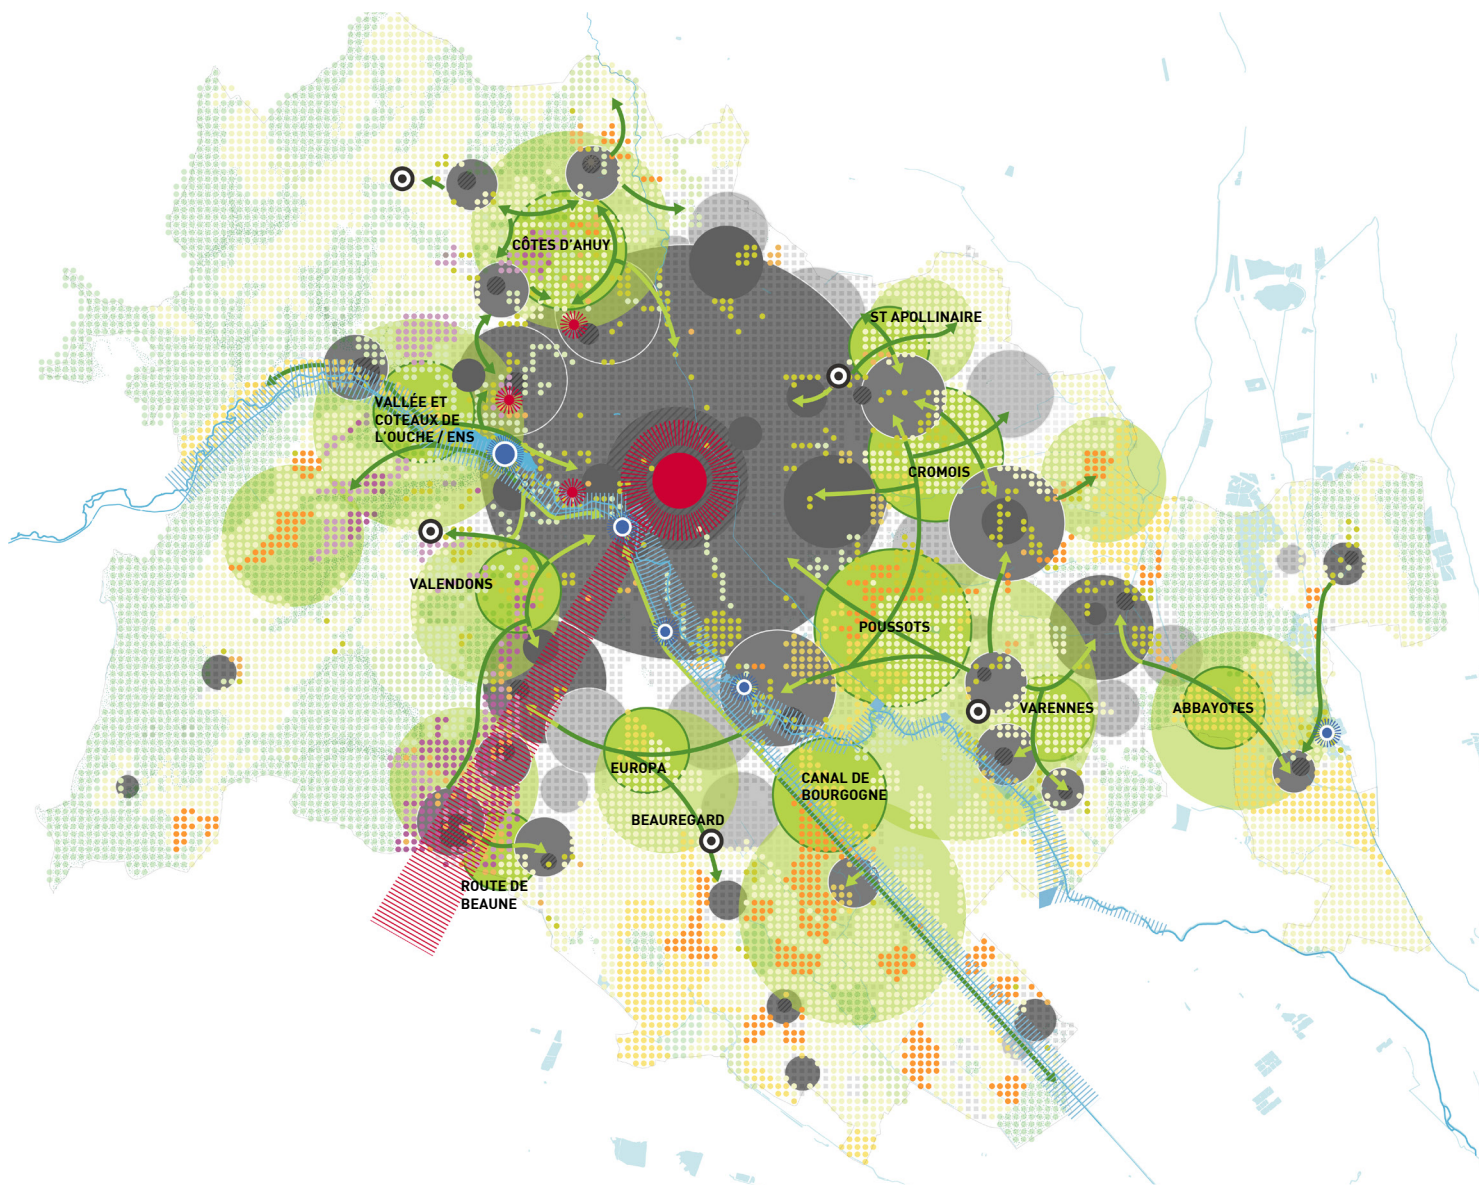 CÔTES D'AHUY
ST APOLLINAIRE
VALLÉE ET
COTEAUX DE
L'OUCHE / ENS
CROMOIS
VALENDONS
POUSSOTS
VARENNES
ABBAYOTES
EUROPA
CANAL DE
BOURGOGNE
BEAUREGARD
ROUTE DE
BEAUNE